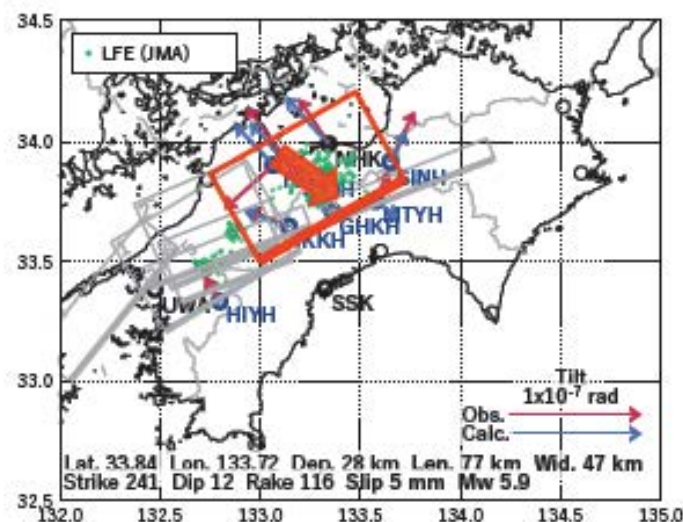 34.5
LFE (JMA)
34.0
NHK
SINH
MTYH
GHKH
KKH
33.5
UWA
HIYH
SSK
33.0
Tilt
1x10⁻⁷ rad
Obs.
Calc.
Lat. 33.84 Lon. 133.72 Dep. 28 km Len. 77 km Wid. 47 km
Strike 241 Dip 12 Rake 116 Slip 5 mm Mw 5.9
32.5
132.0 132.5 133.0 133.5 134.0 134.5 135.0